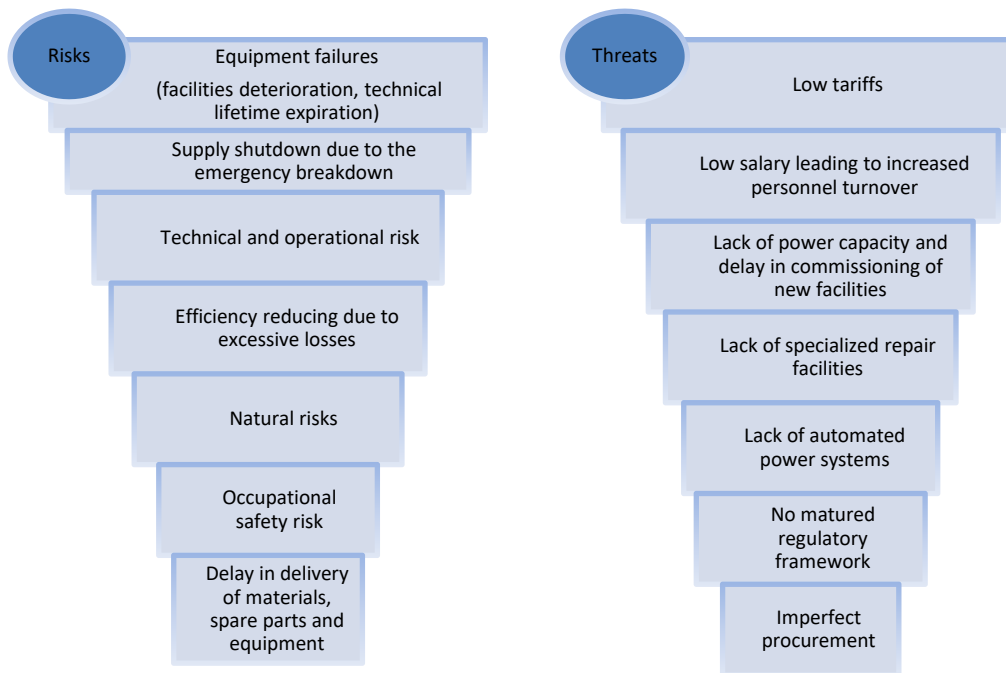 Risks
Equipment failures
(facilities deterioration, technical
lifetime expiration)
Supply shutdown due to the
emergency breakdown
Technical and operational risk
Efficiency reducing due to
excessive losses
Natural risks
Occupational
safety risk
Delay in delivery
of materials,
spare parts and
equipment
Threats
Low tariffs
Low salary leading to increased
personnel turnover
Lack of power capacity and
delay in commissioning of
new facilities
Lack of specialized repair
facilities
Lack of automated
power systems
No matured
regulatory
framework
Imperfect
procurement